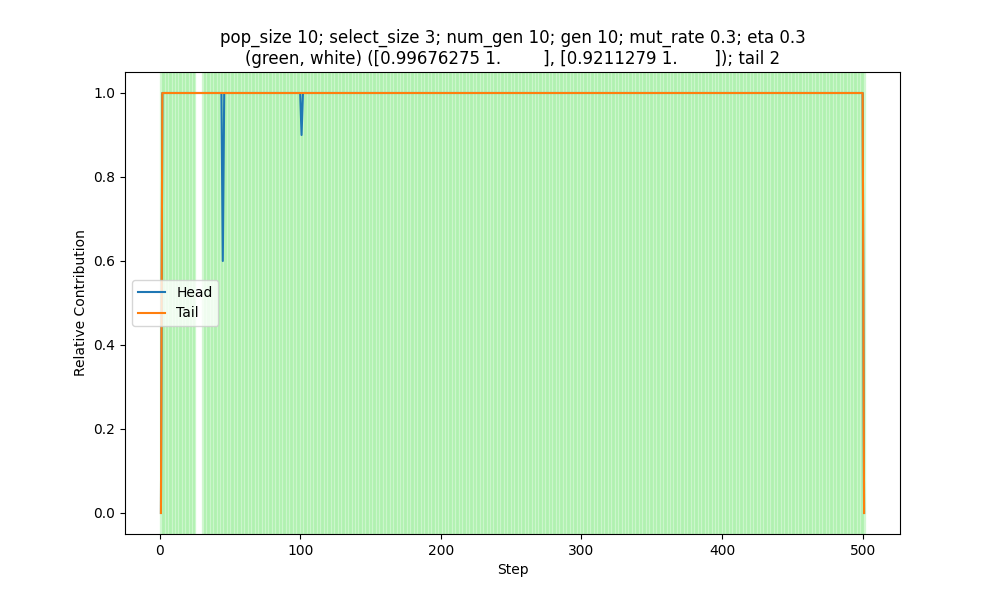 pop_size 10; select_size 3; num_gen 10; gen 10; mut_rate 0.3; eta 0.3
(green, white) ([0.99676275 1.        ], [0.9211279 1.        ]); tail 2
1.0
0.8
0.6
0.4
0.2
0.0
Relative Contribution
Head
Tail
0
100
200
300
400
500
Step